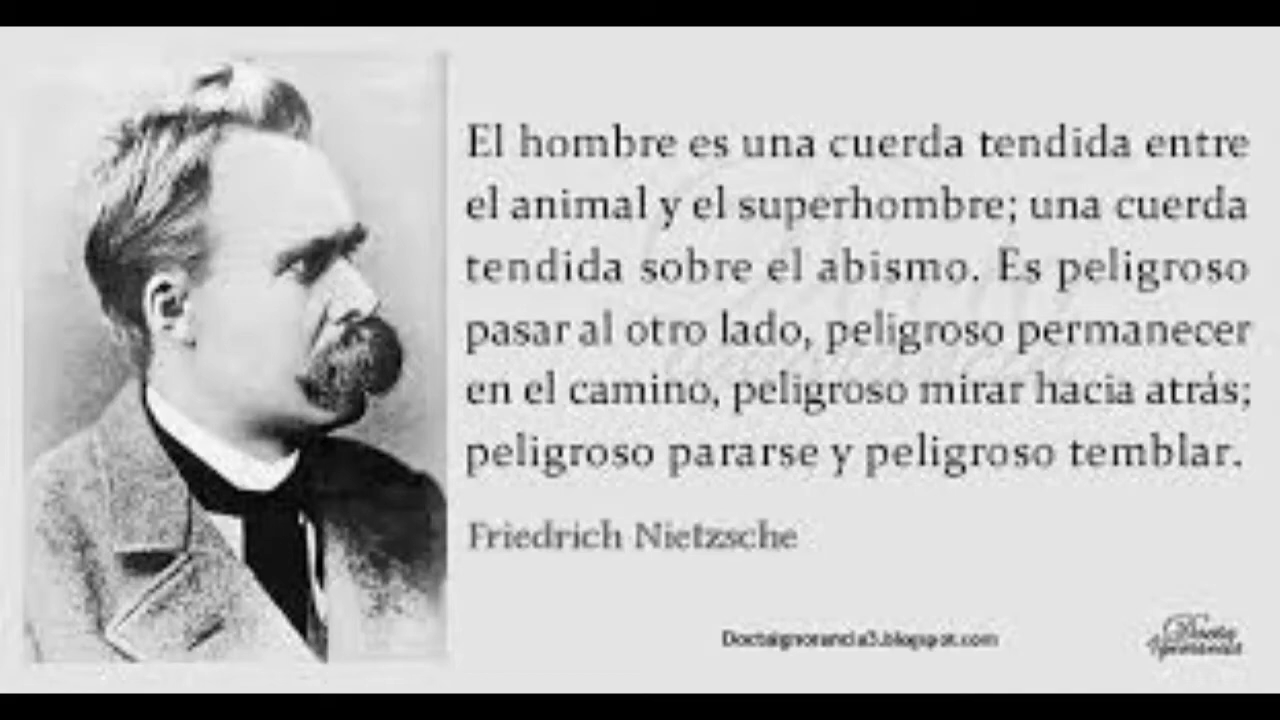 El hombre es una cuerda tendida entre
el animal y el superhombre; una cuerda
tendida sobre el abismo. Es peligroso
pasar al otro lado, peligroso permanecer
en el camino, peligroso mirar hacia atrás;
peligroso pararse y peligroso temblar.
Friedrich Nietzsche
Doctaignorancia3.blogspot.com
Docta
Ignorancia